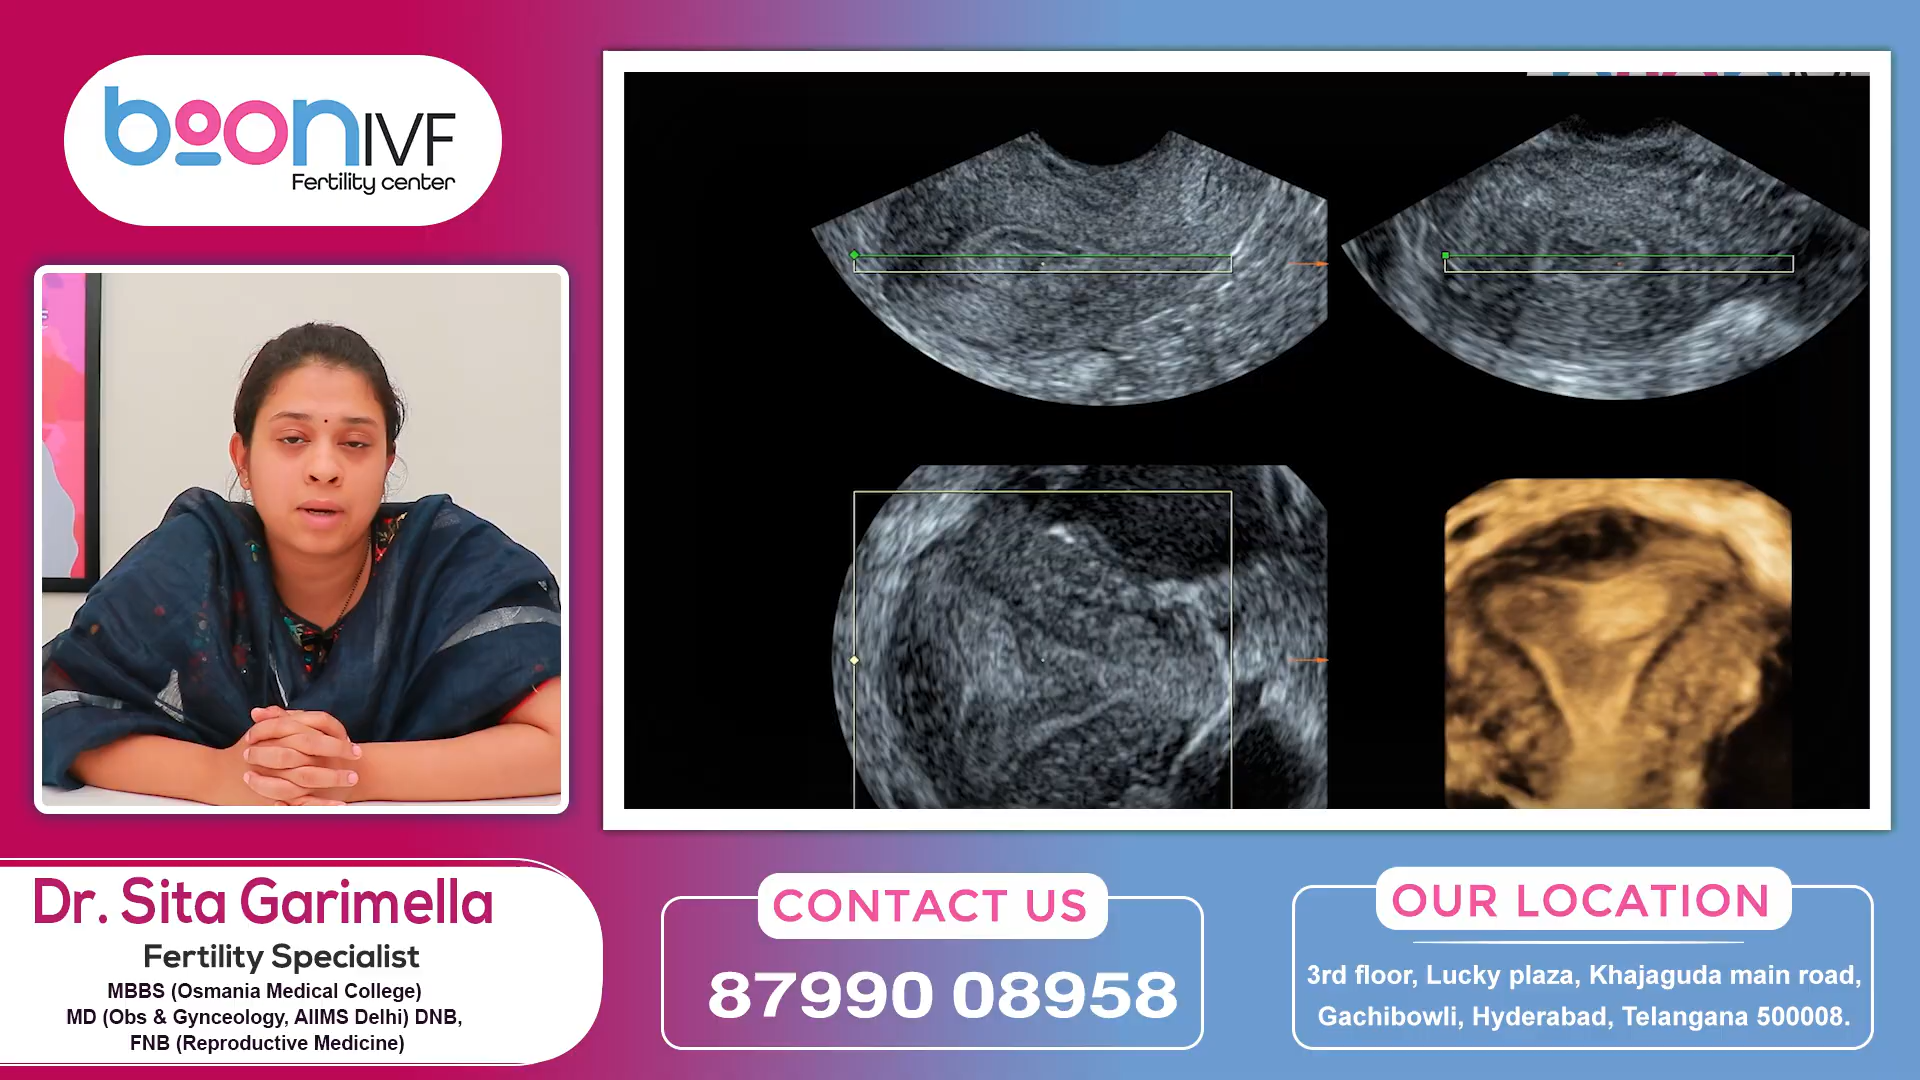 boonIVF
Fertility center
Dr. Sita Garimella
Fertility Specialist
MBBS (Osmania Medical College)
MD (Obs & Gynceology, AIIMS Delhi) DNB,
FNB (Reproductive Medicine)
CONTACT US
87990 08958
OUR LOCATION
3rd floor, Lucky plaza, Khajaguda main road,
Gachibowli, Hyderabad, Telangana 500008.